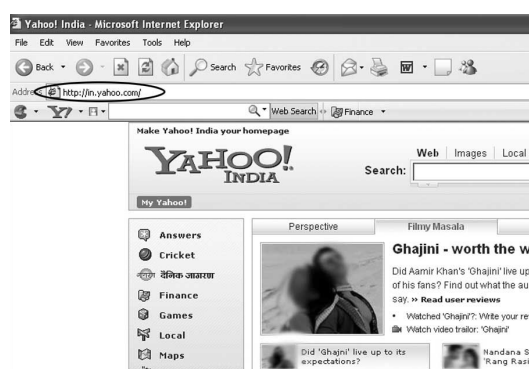 Yahoo! India - Microsoft Internet Explorer
File Edit View Favorites Tools Help
Back Search Favorites
Address http://in.yahoo.com/
Y7 Web Search Finance
Make Yahoo! India your homepage
YAHOO!
INDIA
Web Images Local
Search:
My Yahoo!
Answers
Cricket
दैनिक जागरण
Finance
Games
Local
Maps
Perspective Filmy Masala
Ghajini - worth the w
Did Aamir Khan's 'Ghajini' live up
of his fans? Find out what the au
say. » Read user reviews
• Watched 'Ghajini'?: Write your re
Watch video trailor: 'Ghajini'
Did 'Ghajni' live up to its
expectations?
Nandana S
'Rang Rasi